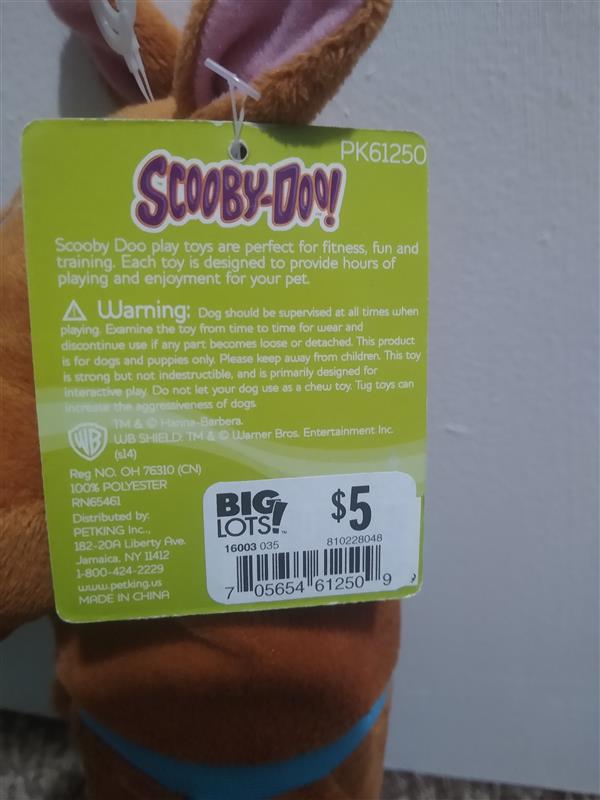 PK61250
SCOOBY-DOO!
Scooby Doo play toys are perfect for fitness, fun and
training. Each toy is designed to provide hours of
playing and enjoyment for your pet.
Warning: Dog should be supervised at all times when
playing. Examine the toy from time to time for wear and
discontinue use if any part becomes loose or detached. This product
is for dogs and puppies only. Please keep away from children. This toy
is strong but not indestructible, and is primarily designed for
interactive play. Do not let your dog use as a chew toy. Tug toys can
increase the aggressiveness of dogs.
TM & © Hanna-Barbera.
WB SHIELD: TM & © Warner Bros. Entertainment Inc.
(s14)
WB
Reg NO. OH 76310 (CN)
100% POLYESTER
RN65461
Distributed by:
PETKING Inc.,
182-20A Liberty Ave.
Jamaica, NY 11412
1-800-424-2229
www.petking.us
MADE IN CHINA
BIG LOTS! TM
$5
16003 035 810228048
7 05654 61250 9